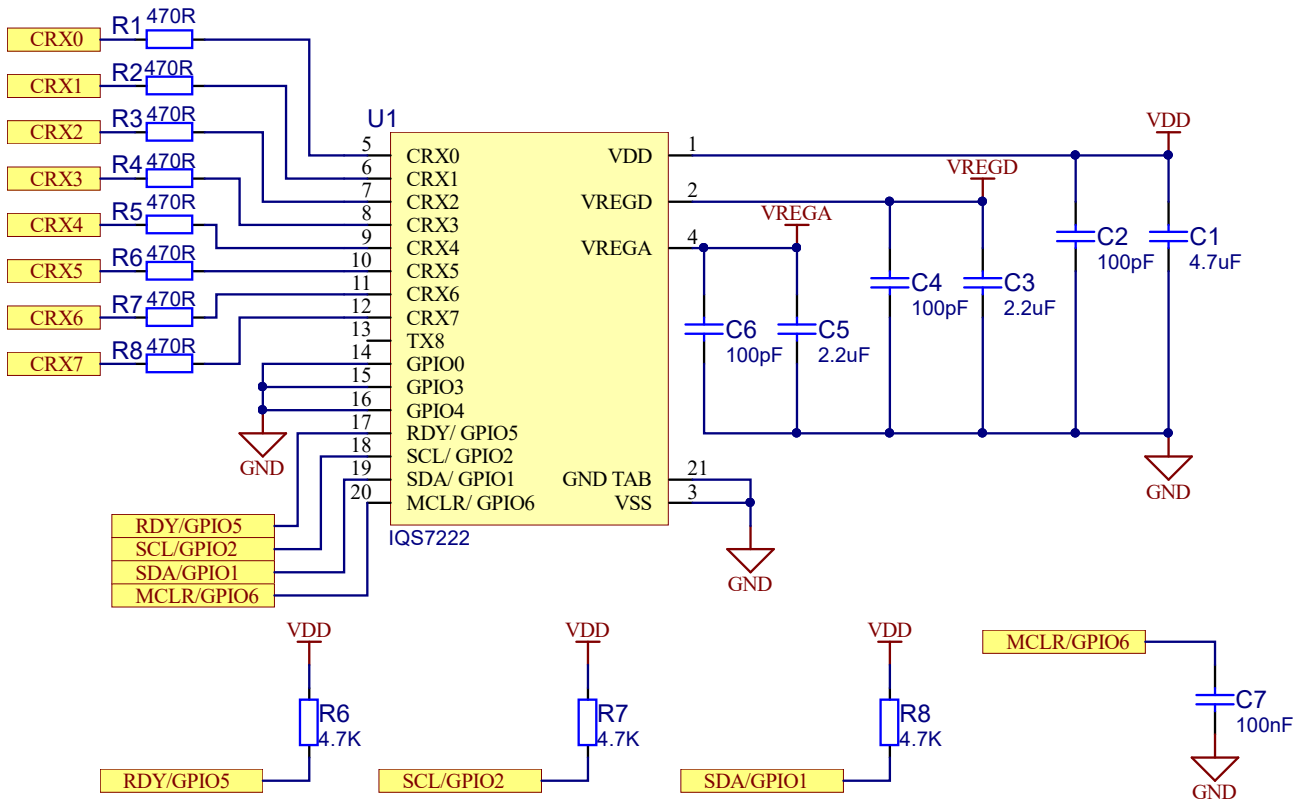 CRX0
R1
470R
CRX1
R2
470R
CRX2
R3
470R
CRX3
R4
470R
CRX4
R5
470R
CRX5
R6
470R
CRX6
R7
470R
CRX7
R8
470R
U1
5 CRX0
6 CRX1
7 CRX2
8 CRX3
9 CRX4
10 CRX5
11 CRX6
12 CRX7
13 TX8
14 GPIO0
15 GPIO3
16 GPIO4
17 RDY/ GPIO5
18 SCL/ GPIO2
19 SDA/ GPIO1
20 MCLR/ GPIO6
VDD 1
VREGD 2
VREGA 4
GND TAB 21
VSS 3
IQS7222
GND
VREGA
VREGD
VDD
C6
100pF
C5
2.2uF
C4
100pF
C3
2.2uF
C2
100pF
C1
4.7uF
GND
GND
RDY/GPIO5
SCL/GPIO2
SDA/GPIO1
MCLR/GPIO6
VDD
R6
4.7K
RDY/GPIO5
VDD
R7
4.7K
SCL/GPIO2
VDD
R8
4.7K
SDA/GPIO1
MCLR/GPIO6
C7
100nF
GND